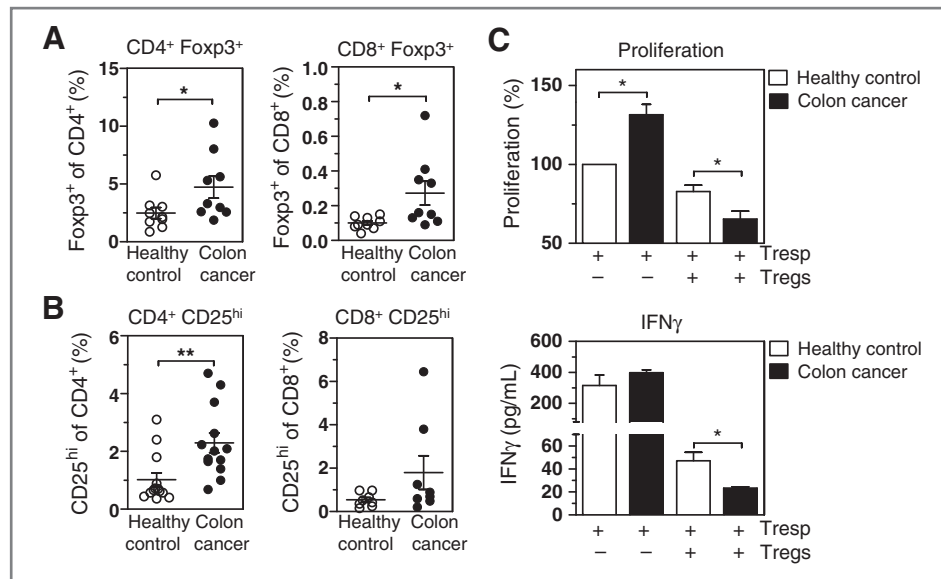 A
CD4⁺ Foxp3⁺
Foxp3⁺ of CD4⁺ (%)
15
10
5
0
*
Healthy control
Colon cancer
CD8⁺ Foxp3⁺
Foxp3⁺ of CD8⁺ (%)
1.0
0.8
0.6
0.4
0.2
0.0
*
Healthy control
Colon cancer
B
CD4⁺ CD25ʰⁱ
CD25ʰⁱ of CD4⁺ (%)
6
4
2
0
**
Healthy control
Colon cancer
CD8⁺ CD25ʰⁱ
CD25ʰⁱ of CD8⁺ (%)
8
6
4
2
0
Healthy control
Colon cancer
C
Proliferation
Proliferation (%)
150
100
50
*
*
Healthy control
Colon cancer
+ + + + Tresp
– – + + Tregs
IFNγ
IFNγ (pg/mL)
600
400
200
60
40
20
0
*
Healthy control
Colon cancer
+ + + + Tresp
– – + + Tregs